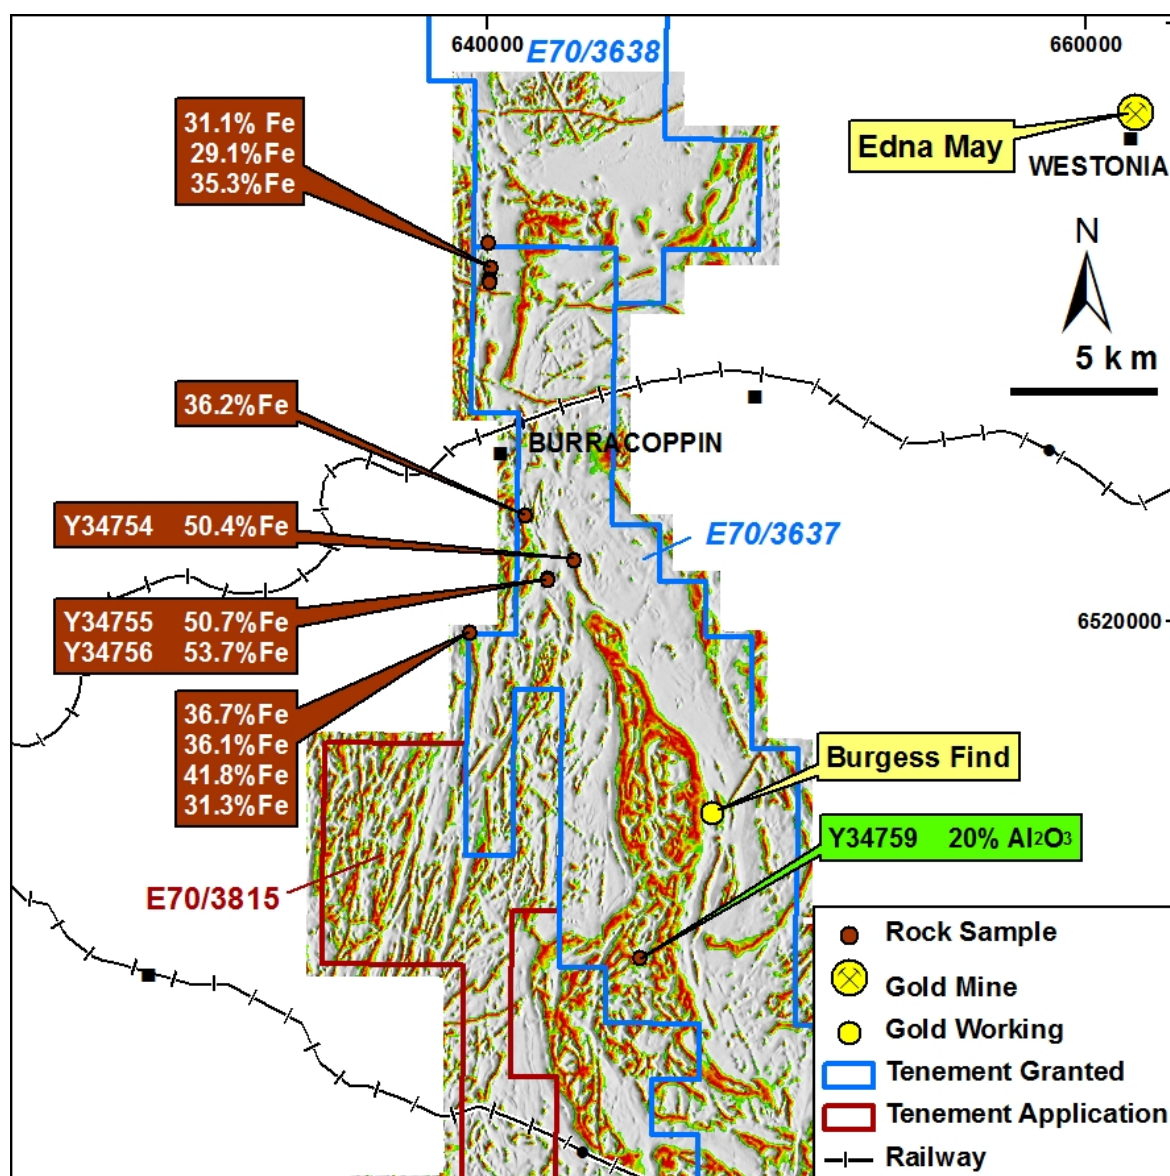 640000
660000
E70/3638
31.1% Fe
29.1%Fe
35.3%Fe
Edna May
WESTONIA
N
5 km
36.2%Fe
BURRACOPPIN
Y34754 50.4%Fe
E70/3637
Y34755 50.7%Fe
Y34756 53.7%Fe
6520000
36.7%Fe
36.1%Fe
41.8%Fe
31.3%Fe
Burgess Find
Y34759 20% Al2O3
E70/3815
Rock Sample
Gold Mine
Gold Working
Tenement Granted
Tenement Application
Railway